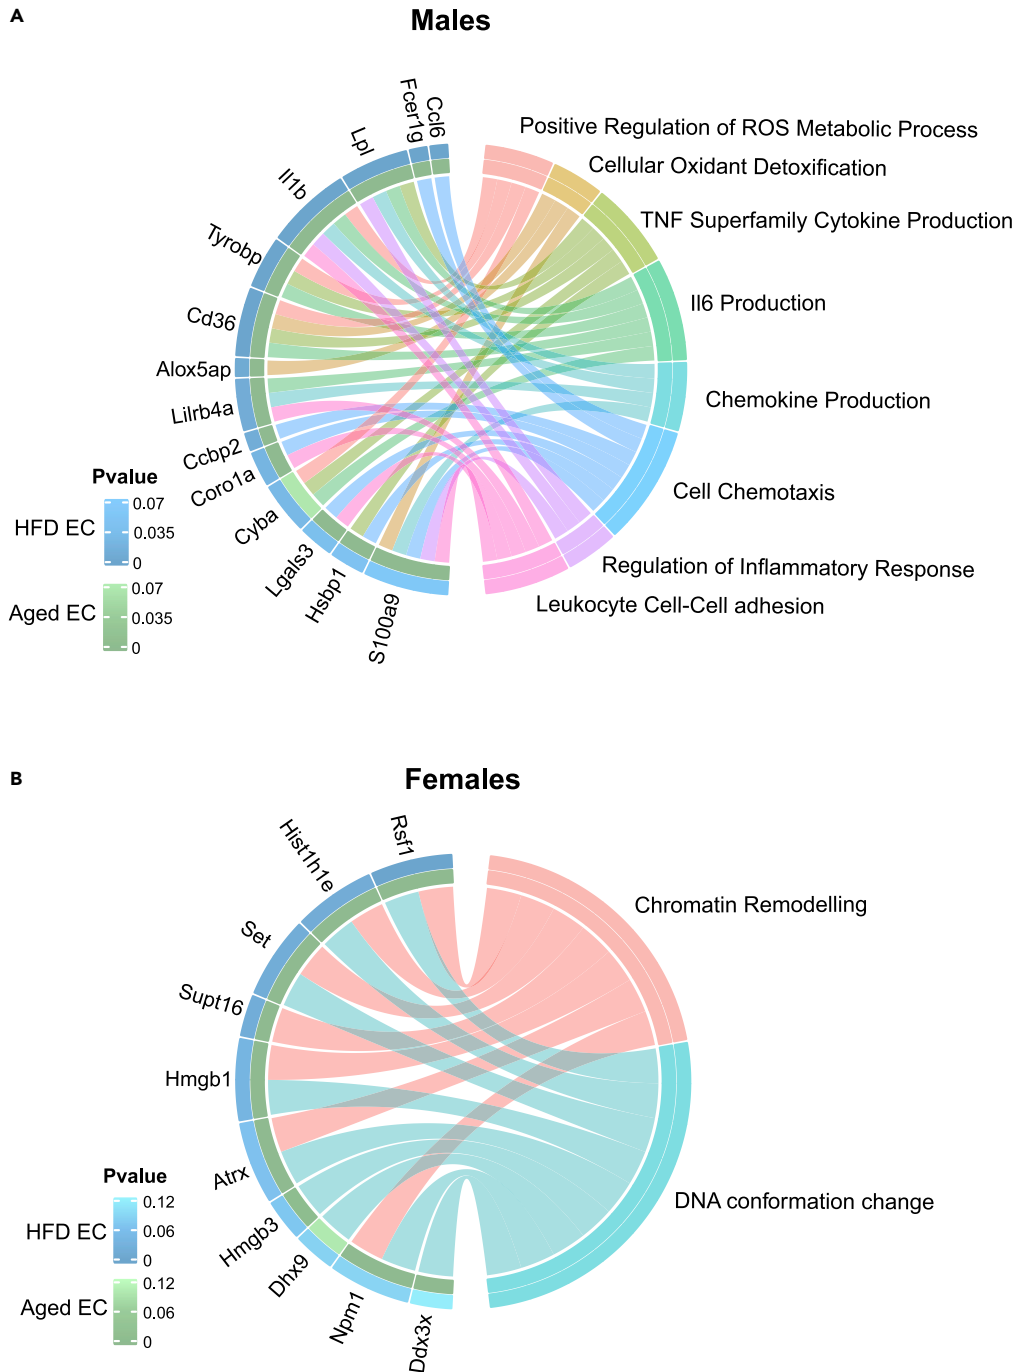 A
Males
Ccl6
Fcer1g
Lpl
Il1b
Tyrobp
Cd36
Alox5ap
Lilrb4a
Ccbp2
Coro1a
Cyba
Lgals3
Hsbp1
S100a9
Positive Regulation of ROS Metabolic Process
Cellular Oxidant Detoxification
TNF Superfamily Cytokine Production
Il6 Production
Chemokine Production
Cell Chemotaxis
Regulation of Inflammatory Response
Leukocyte Cell-Cell adhesion
Pvalue
HFD EC
0.07
0.035
0
Aged EC
0.07
0.035
0
B
Females
Rsf1
Hist1h1e
Set
Supt16
Hmgb1
Atrx
Hmgb3
Dhx9
Npm1
Ddx3x
Chromatin Remodelling
DNA conformation change
Pvalue
HFD EC
0.12
0.06
0
Aged EC
0.12
0.06
0